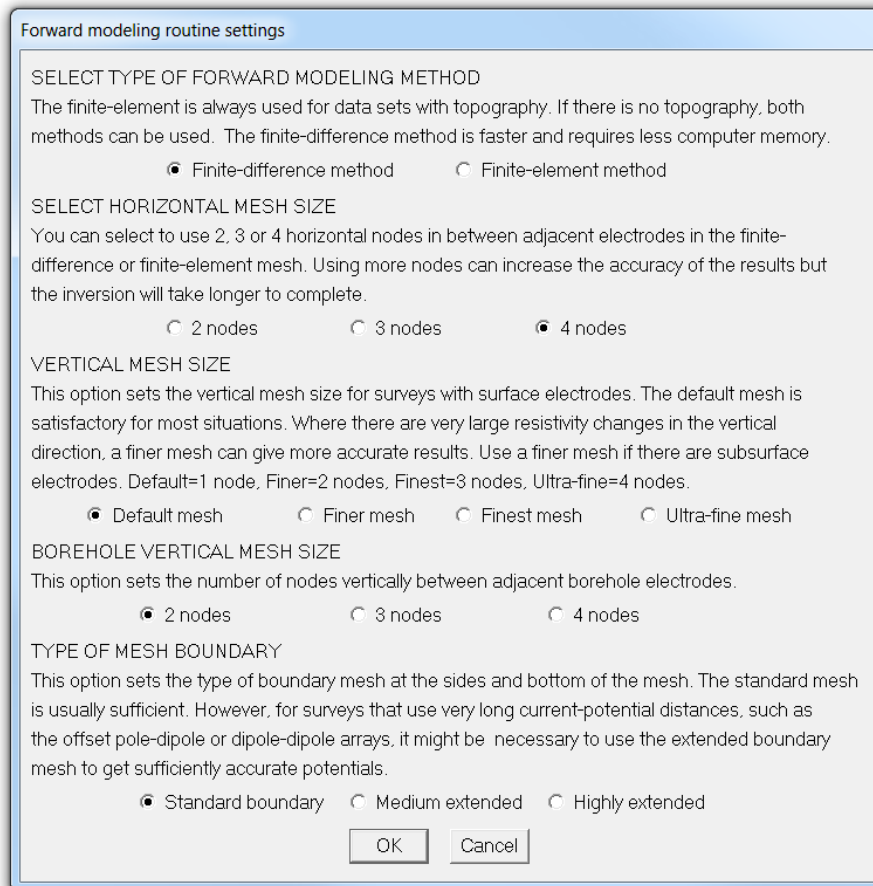 Forward modeling routine settings
SELECT TYPE OF FORWARD MODELING METHOD
The finite-element is always used for data sets with topography. If there is no topography, both
methods can be used. The finite-difference method is faster and requires less computer memory.
Finite-difference method Finite-element method
SELECT HORIZONTAL MESH SIZE
You can select to use 2, 3 or 4 horizontal nodes in between adjacent electrodes in the finite-
difference or finite-element mesh. Using more nodes can increase the accuracy of the results but
the inversion will take longer to complete.
2 nodes 3 nodes 4 nodes
VERTICAL MESH SIZE
This option sets the vertical mesh size for surveys with surface electrodes. The default mesh is
satisfactory for most situations. Where there are very large resistivity changes in the vertical
direction, a finer mesh can give more accurate results. Use a finer mesh if there are subsurface
electrodes. Default=1 node, Finer=2 nodes, Finest=3 nodes, Ultra-fine=4 nodes.
Default mesh Finer mesh Finest mesh Ultra-fine mesh
BOREHOLE VERTICAL MESH SIZE
This option sets the number of nodes vertically between adjacent borehole electrodes.
2 nodes 3 nodes 4 nodes
TYPE OF MESH BOUNDARY
This option sets the type of boundary mesh at the sides and bottom of the mesh. The standard mesh
is usually sufficient. However, for surveys that use very long current-potential distances, such as
the offset pole-dipole or dipole-dipole arrays, it might be necessary to use the extended boundary
mesh to get sufficiently accurate potentials.
Standard boundary Medium extended Highly extended
OK Cancel